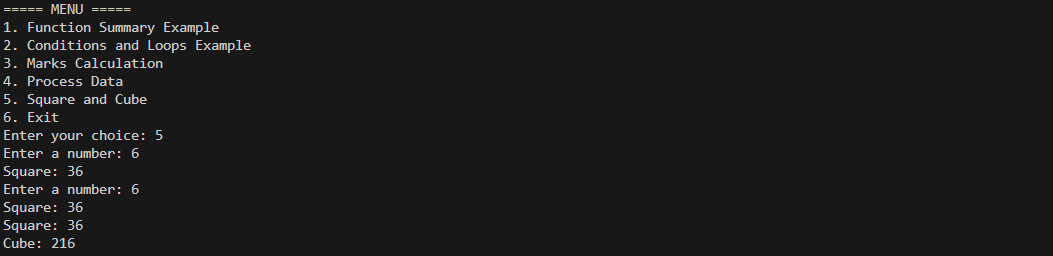 ===== MENU =====
1. Function Summary Example
2. Conditions and Loops Example
3. Marks Calculation
4. Process Data
5. Square and Cube
6. Exit
Enter your choice: 5
Enter a number: 6
Square: 36
Enter a number: 6
Square: 36
Square: 36
Cube: 216